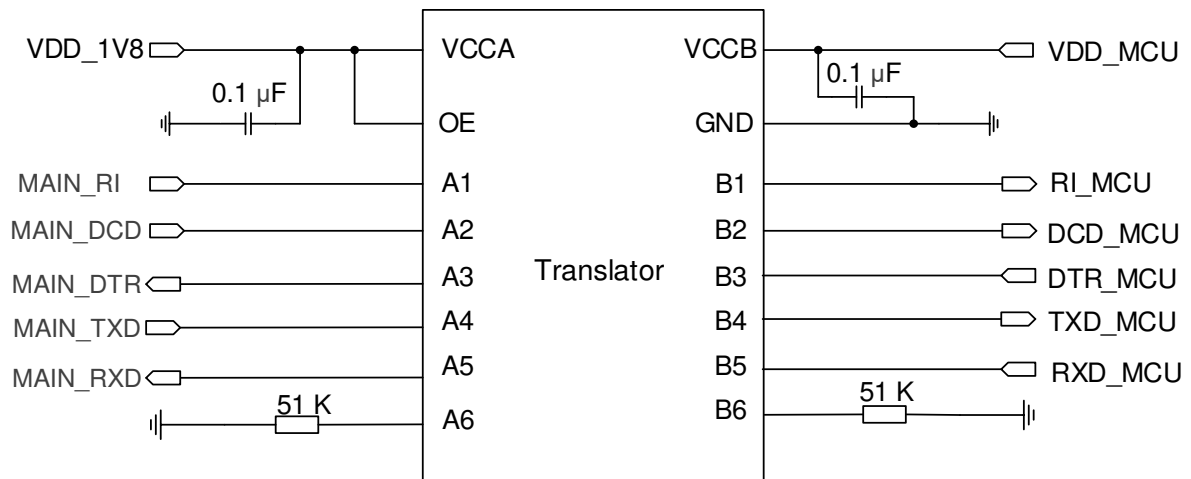 VDD_1V8 VCCA VCCB VDD_MCU
0.1 µF 0.1 µF
OE GND
MAIN_RI A1 B1 RI_MCU
MAIN_DCD A2 B2 DCD_MCU
MAIN_DTR A3 Translator B3 DTR_MCU
MAIN_TXD A4 B4 TXD_MCU
MAIN_RXD A5 B5 RXD_MCU
51 K A6 51 K B6